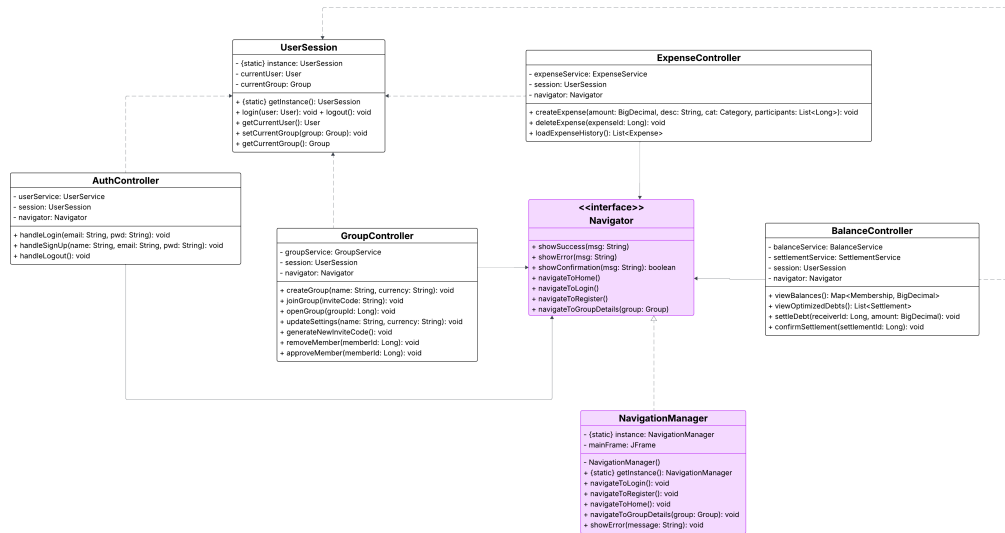 UserSession
- {static} instance: UserSession
- currentUser: User
- currentGroup: Group
+ {static} getInstance(): UserSession
+ login(user: User): void + logout(): void
+ getCurrentUser(): User
+ setCurrentGroup(group: Group): void
+ getCurrentGroup(): Group
ExpenseController
- expenseService: ExpenseService
- session: UserSession
- navigator: Navigator
+ createExpense(amount: BigDecimal, desc: String, cat: Category, participants: List<Long>): void
+ deleteExpense(expenseId: Long): void
+ loadExpenseHistory(): List<Expense>
AuthController
- userService: UserService
- session: UserSession
- navigator: Navigator
+ handleLogin(email: String, pwd: String): void
+ handleSignUp(name: String, email: String, pwd: String): void
+ handleLogout(): void
GroupController
- groupService: GroupService
- session: UserSession
- navigator: Navigator
+ createGroup(name: String, currency: String): void
+ joinGroup(inviteCode: String): void
+ openGroup(groupId: Long): void
+ updateSettings(name: String, currency: String): void
+ generateNewInviteCode(): void
+ removeMember(memberId: Long): void
+ approveMember(memberId: Long): void
<<interface>>
Navigator
+ showSuccess(msg: String)
+ showError(msg: String)
+ showConfirmation(msg: String): boolean
+ navigateToHome()
+ navigateToLogin()
+ navigateToRegister()
+ navigateToGroupDetails(group: Group)
BalanceController
- balanceService: BalanceService
- settlementService: SettlementService
- session: UserSession
- navigator: Navigator
+ viewBalances(): Map<Membership, BigDecimal>
+ viewOptimizedDebts(): List<Settlement>
+ settleDebt(receiverId: Long, amount: BigDecimal): void
+ confirmSettlement(settlementId: Long): void
NavigationManager
- {static} instance: NavigationManager
- mainFrame: JFrame
- NavigationManager()
+ {static} getInstance(): NavigationManager
+ navigateToLogin(): void
+ navigateToRegister(): void
+ navigateToHome(): void
+ navigateToGroupDetails(group: Group): void
+ showError(message: String): void